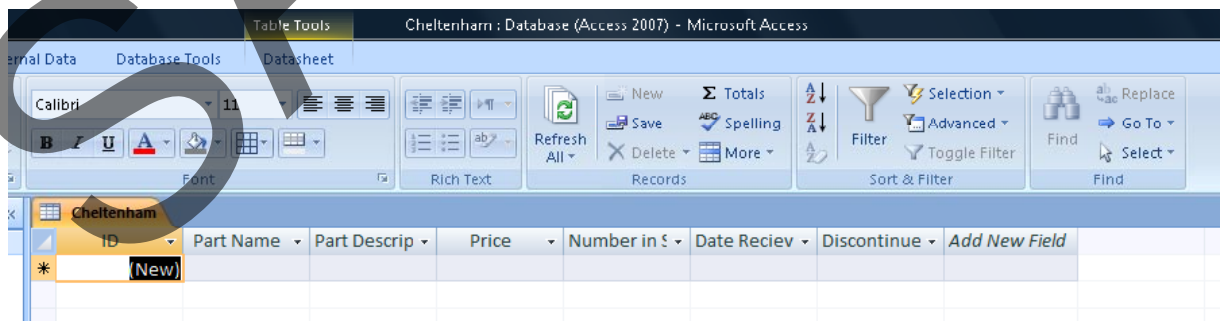 Table Tools Cheltenham : Database (Access 2007) - Microsoft Access
ernal Data Database Tools Datasheet
Calibri 11 New Σ Totals Selection Replace
Save Spelling Advanced Go To
B I U Refresh All Delete More Filter Toggle Filter Find Select
Font Rich Text Records Sort & Filter Find
Cheltenham
ID Part Name Part Descrip Price Number in S Date Reciev Discontinue Add New Field
(New)